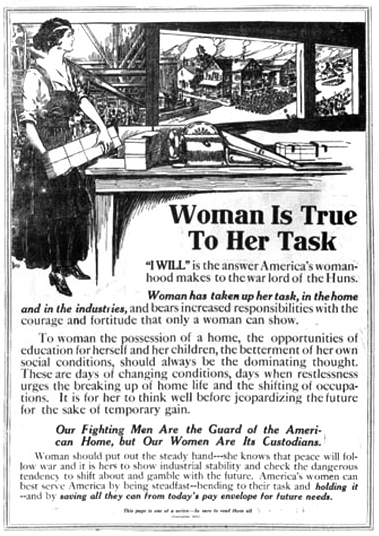 Woman Is True
To Her Task
"I WILL" is the answer America's woman-
hood makes to the war lord of the Huns.
Woman has taken up her task, in the home
and in the industries, and bears increased responsibilities with the
courage and fortitude that only a woman can show.
To woman the possession of a home, the opportunities of
education for herself and her children, the betterment of her own
social conditions, should always be the dominating thought.
These are days of changing conditions, days when restlessness
urges the breaking up of home life and the shifting of occupa-
tions. It is for her to think well before jeopardizing the future
for the sake of temporary gain.
Our Fighting Men Are the Guard of the Ameri-
can Home, but Our Women Are Its Custodians.
Woman should put out the steady hand---she knows that peace will fol-
low war and it is hers to show industrial stability and check the dangerous
tendency to shift about and gamble with the future. America's women can
best serve America by being steadfast--bending to their task and holding it
--and by saving all they can from today's pay envelope for future needs.
This page is one of a series--be sure to read them all